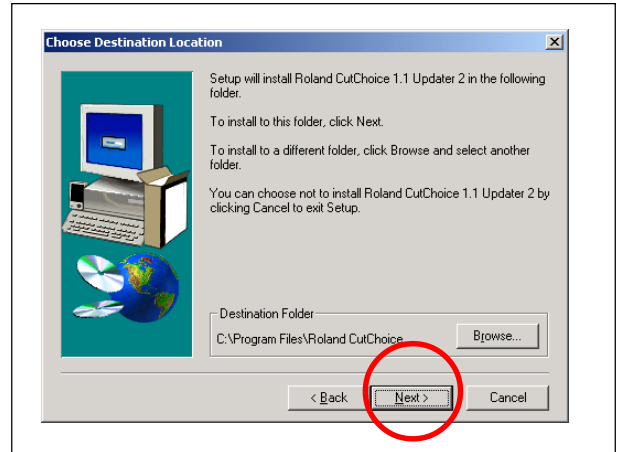 Choose Destination Location
Setup will install Roland CutChoice 1.1 Updater 2 in the following
folder.
To install to this folder, click Next.
To install to a different folder, click Browse and select another
folder.
You can choose not to install Roland CutChoice 1.1 Updater 2 by
clicking Cancel to exit Setup.
Destination Folder
C:\Program Files\Roland CutChoice
Browse...
< Back
Next >
Cancel